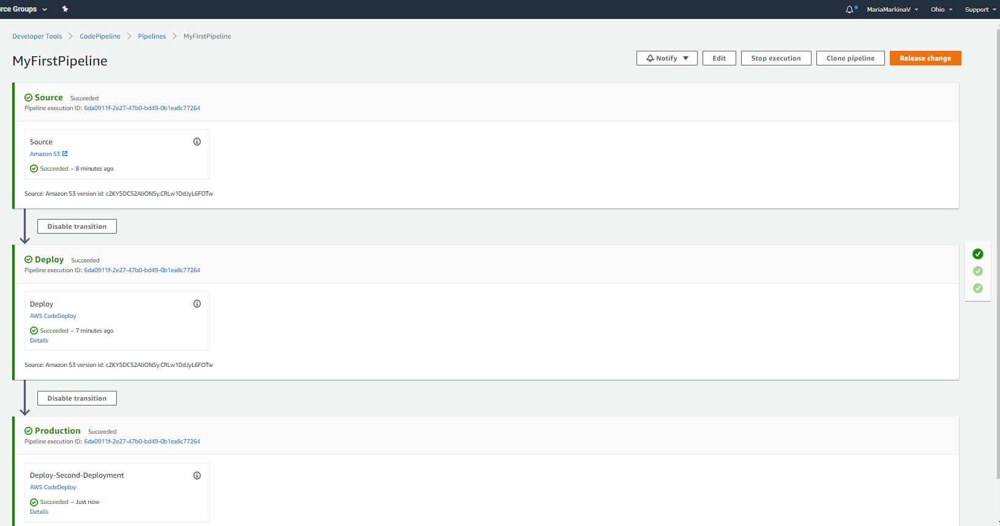 rce Groups
MariaMarkinaV Ohio Support
Developer Tools CodePipeline Pipelines MyFirstPipeline
MyFirstPipeline
Notify Edit Stop execution Clone pipeline Release change
Source Succeeded
Pipeline execution ID: 6da0911f-2e27-47b0-bd49-0b1ea8c77264
Source
Amazon S3
Succeeded - 8 minutes ago
Source: Amazon S3 version id: c2KY5DC52AliON5y.CRLw1DdJyL6FOTw
Disable transition
Deploy Succeeded
Pipeline execution ID: 6da0911f-2e27-47b0-bd49-0b1ea8c77264
Deploy
AWS CodeDeploy
Succeeded - 7 minutes ago
Details
Source: Amazon S3 version id: c2KY5DC52AliON5y.CRLw1DdJyL6FOTw
Disable transition
Production Succeeded
Pipeline execution ID: 6da0911f-2e27-47b0-bd49-0b1ea8c77264
Deploy-Second-Deployment
AWS CodeDeploy
Succeeded - Just now
Details